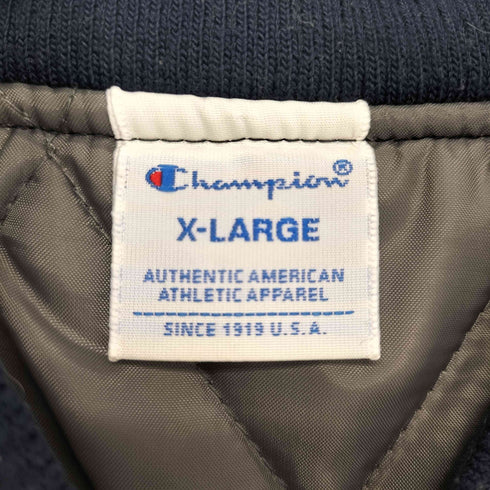 Champion®
X-LARGE
AUTHENTIC AMERICAN
ATHLETIC APPAREL
SINCE 1919 U.S.A.